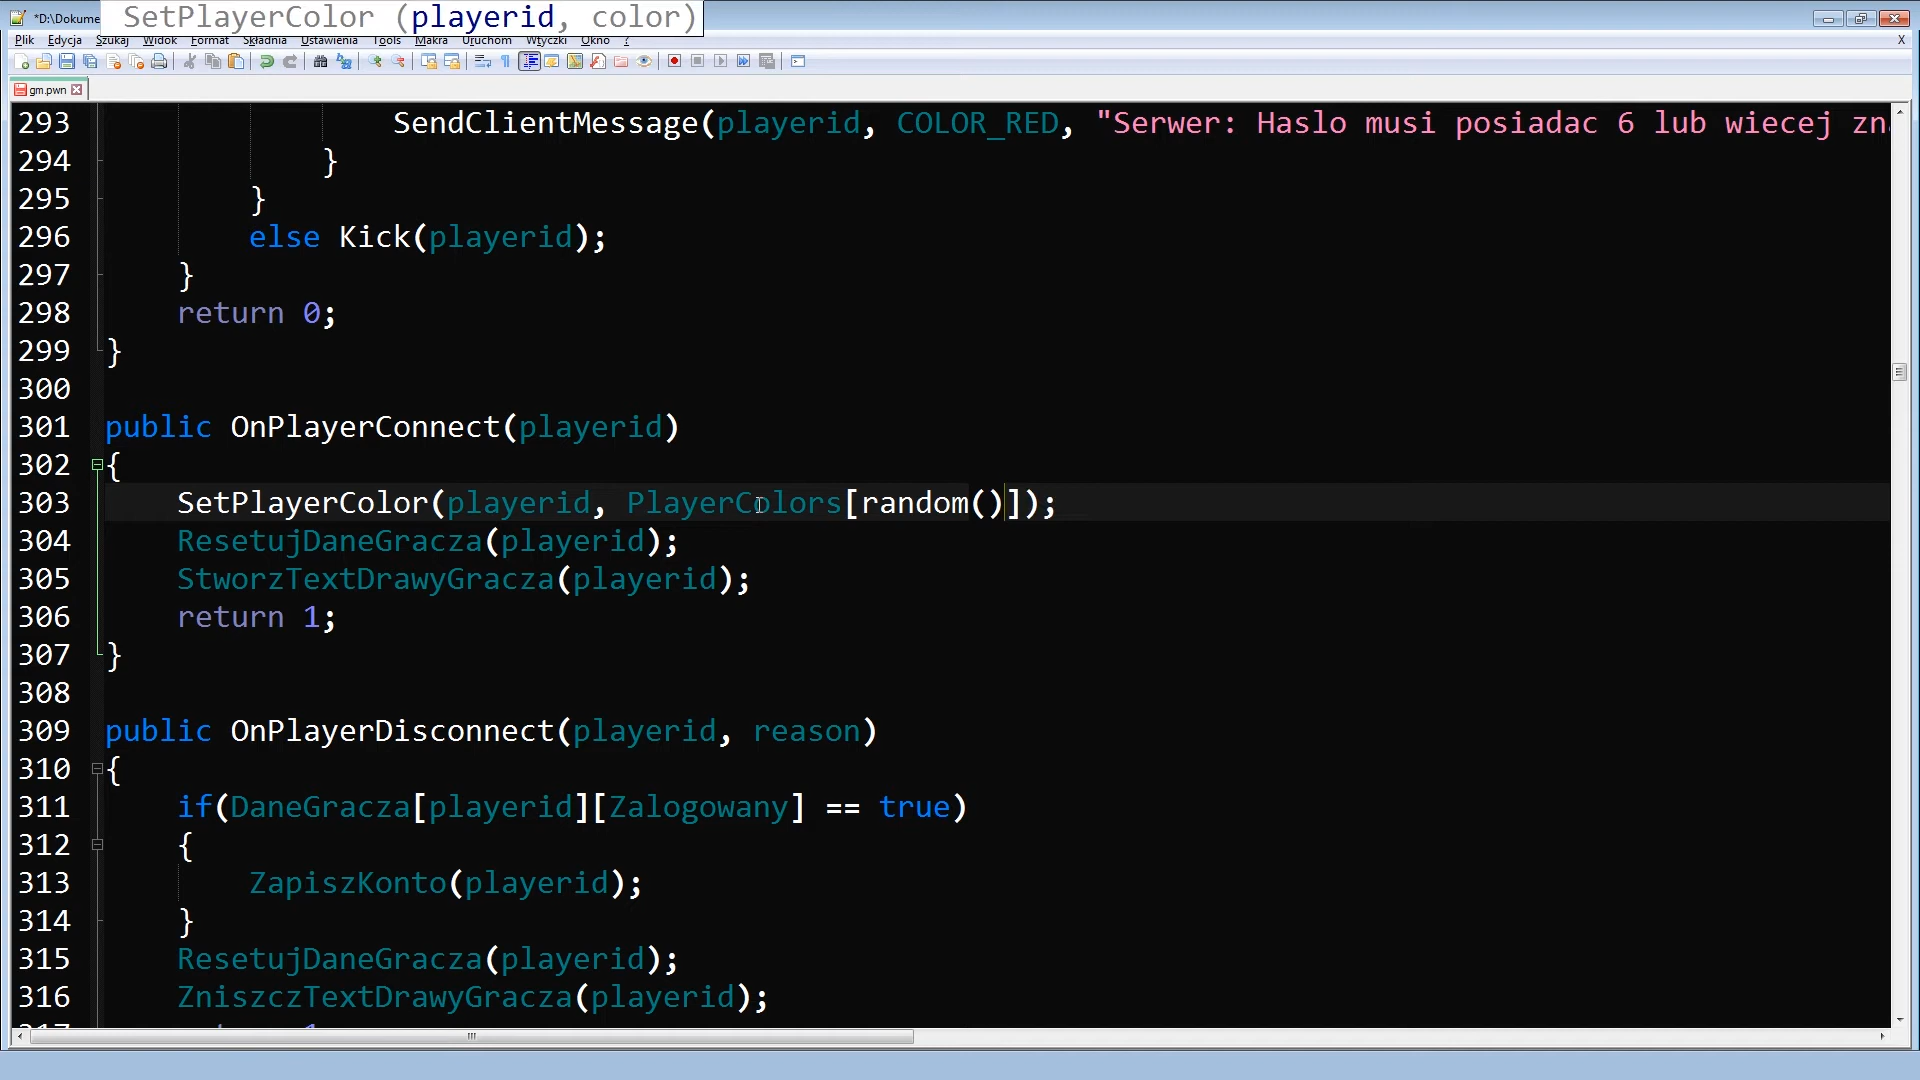 *D:\Dokume
SetPlayerColor (playerid, color)
Plik Edycja Szukaj Widok Format Składnia Ustawienia Tools Makra Uruchom Wtyczki Okno ?
X
gm.pwn
293 SendClientMessage(playerid, COLOR_RED, "Serwer: Haslo musi posiadac 6 lub wiecej zna
294 }
295 }
296 else Kick(playerid);
297 }
298 return 0;
299 }
300
301 public OnPlayerConnect(playerid)
302 {
303 SetPlayerColor(playerid, PlayerColors[random()]);
304 ResetujDaneGracza(playerid);
305 StworzTextDrawyGracza(playerid);
306 return 1;
307 }
308
309 public OnPlayerDisconnect(playerid, reason)
310 {
311 if(DaneGracza[playerid][Zalogowany] == true)
312 {
313 ZapiszKonto(playerid);
314 }
315 ResetujDaneGracza(playerid);
316 ZniszczTextDrawyGracza(playerid);